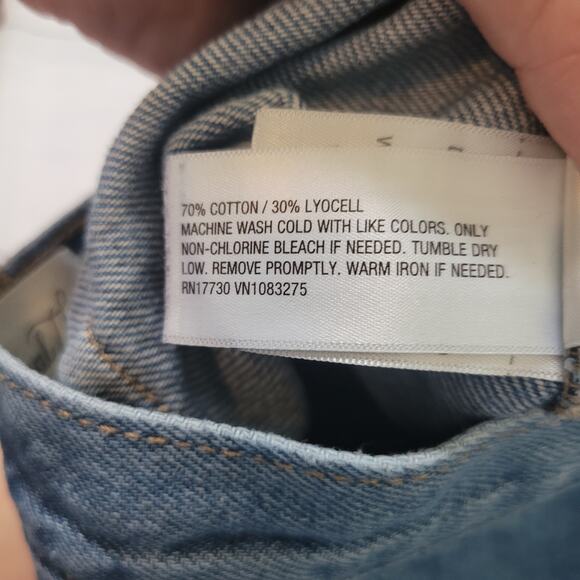 70% COTTON / 30% LYOCELL
MACHINE WASH COLD WITH LIKE COLORS. ONLY
NON-CHLORINE BLEACH IF NEEDED. TUMBLE DRY
LOW. REMOVE PROMPTLY. WARM IRON IF NEEDED.
RN17730 VN1083275